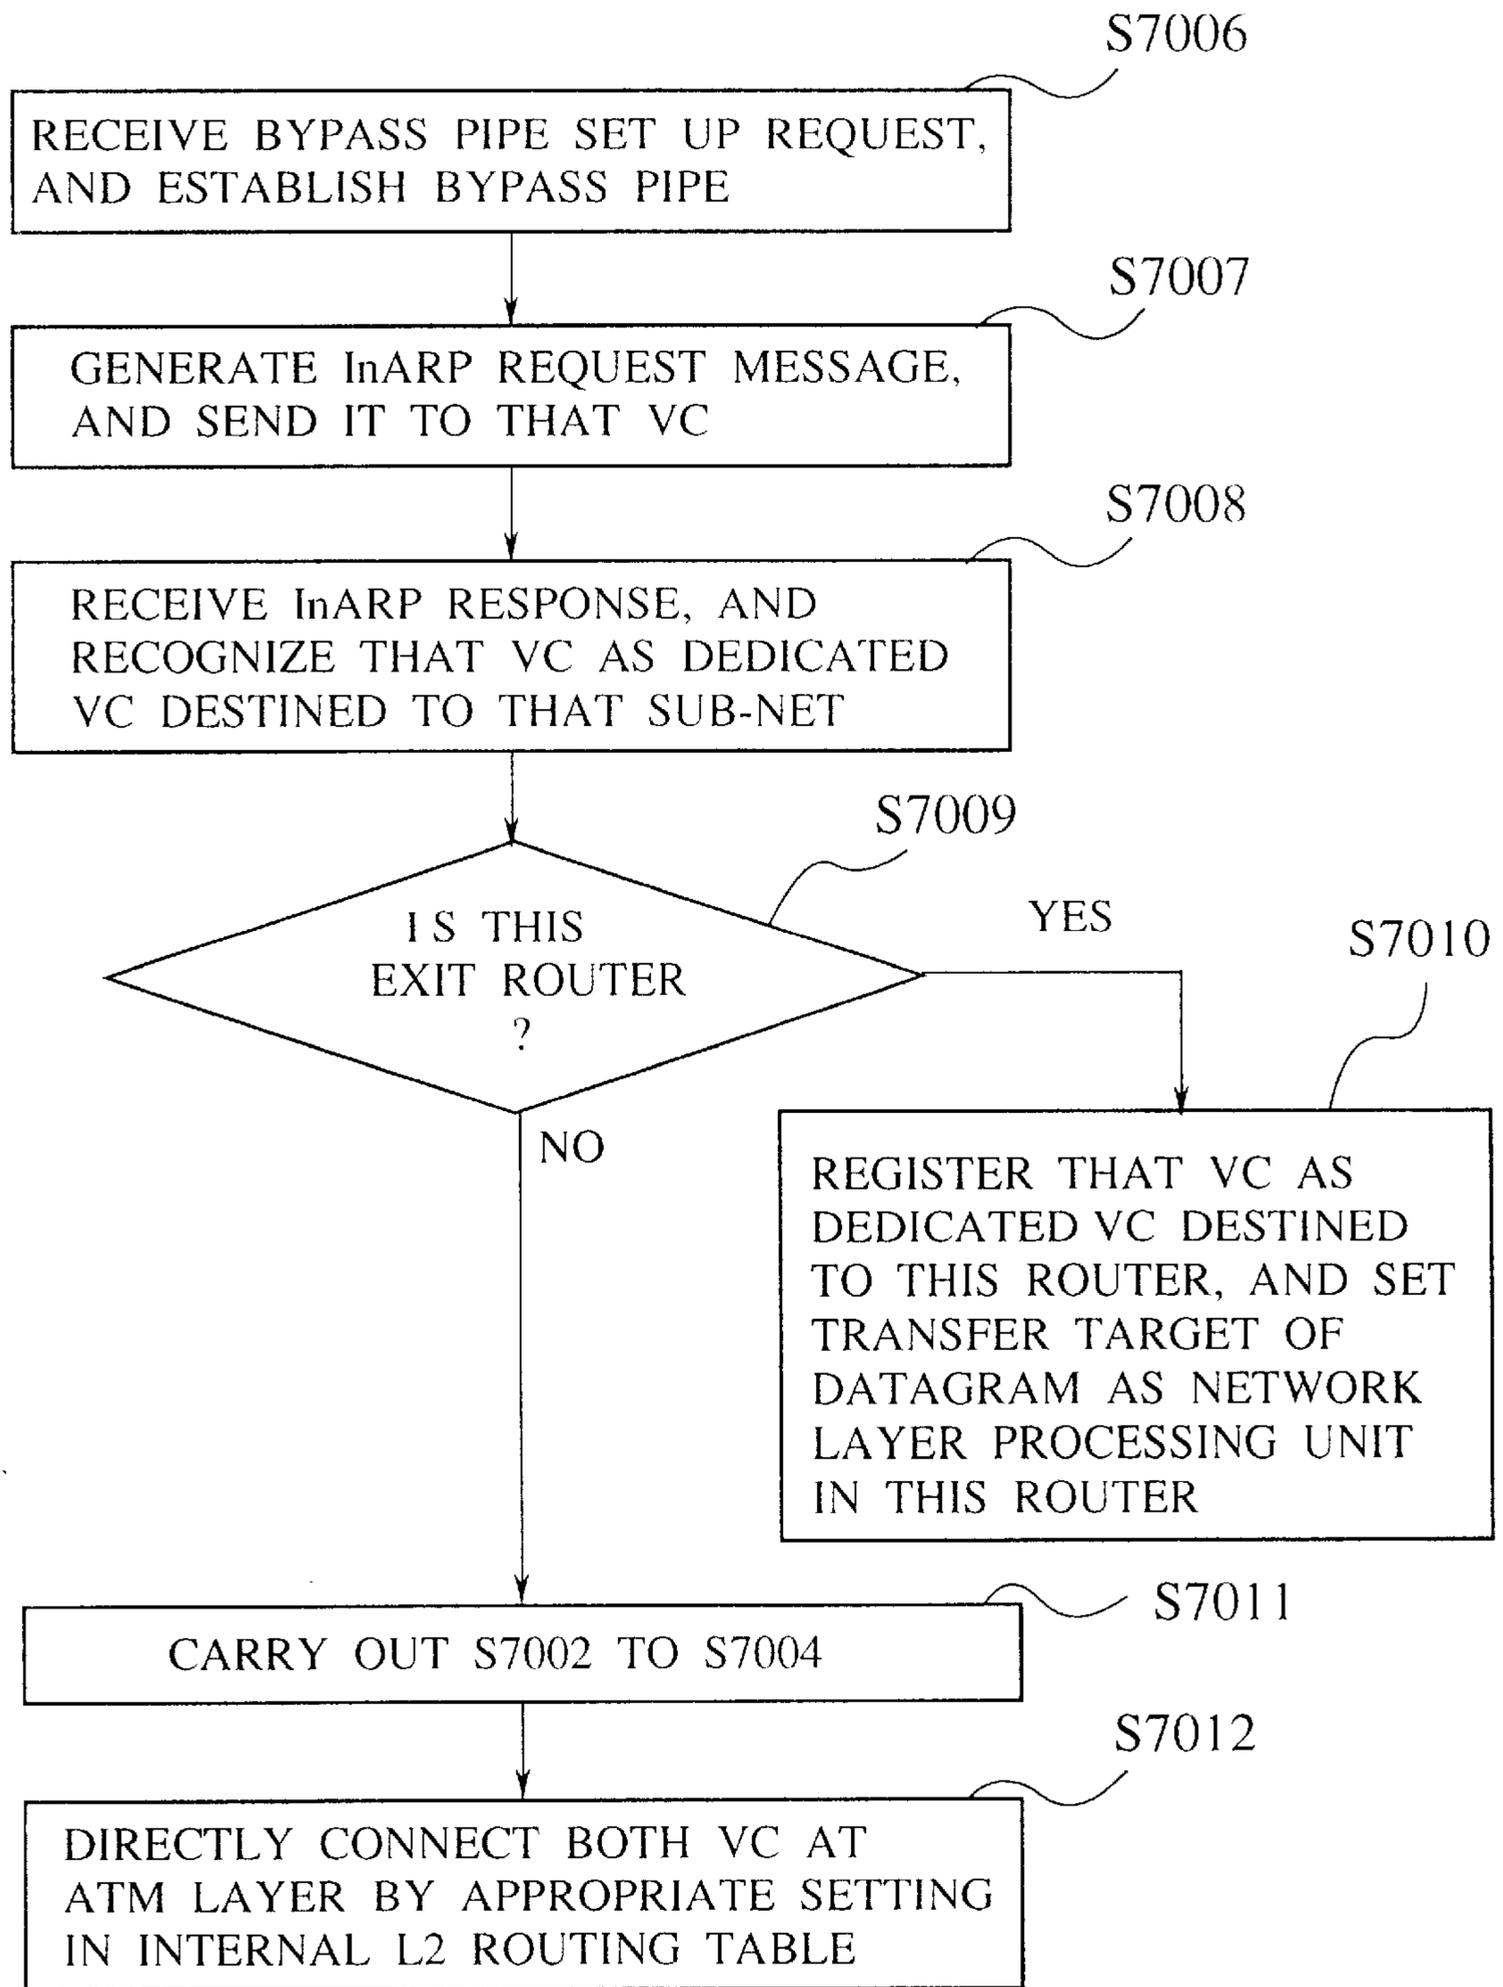 S7006
RECEIVE BYPASS PIPE SET UP REQUEST,
AND ESTABLISH BYPASS PIPE
S7007
GENERATE InARP REQUEST MESSAGE,
AND SEND IT TO THAT VC
S7008
RECEIVE InARP RESPONSE, AND
RECOGNIZE THAT VC AS DEDICATED
VC DESTINED TO THAT SUB-NET
S7009
IS THIS
EXIT ROUTER
?
YES
S7010
NO
REGISTER THAT VC AS
DEDICATED VC DESTINED
TO THIS ROUTER, AND SET
TRANSFER TARGET OF
DATAGRAM AS NETWORK
LAYER PROCESSING UNIT
IN THIS ROUTER
S7011
CARRY OUT S7002 TO S7004
S7012
DIRECTLY CONNECT BOTH VC AT
ATM LAYER BY APPROPRIATE SETTING
IN INTERNAL L2 ROUTING TABLE